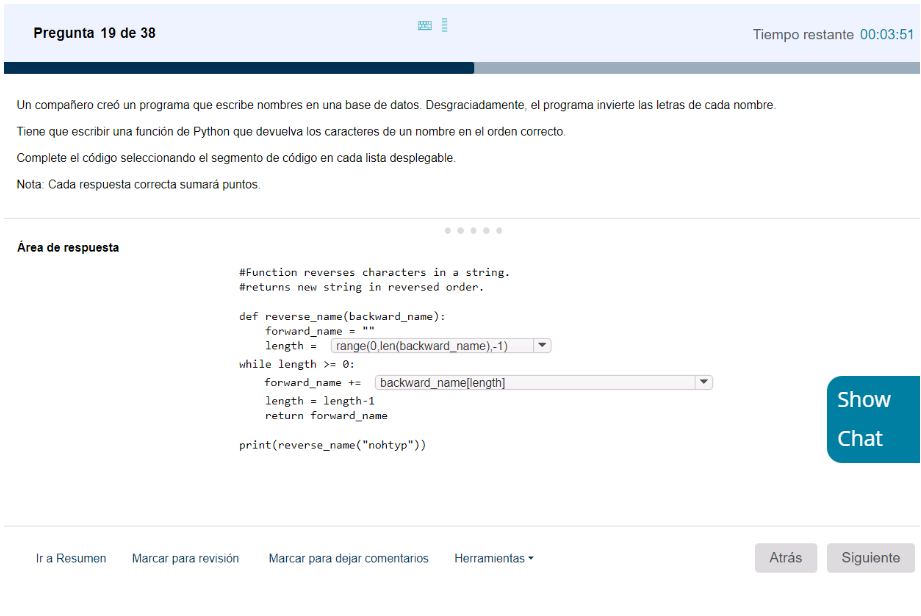 Pregunta 19 de 38
Tiempo restante 00:03:51
Un compañero creó un programa que escribe nombres en una base de datos. Desgraciadamente, el programa invierte las letras de cada nombre.
Tiene que escribir una función de Python que devuelva los caracteres de un nombre en el orden correcto.
Complete el código seleccionando el segmento de código en cada lista desplegable.
Nota: Cada respuesta correcta sumará puntos.
Área de respuesta
#Function reverses characters in a string.
#returns new string in reversed order.
def reverse_name(backward_name):
    forward_name = ""
    length = range(0,len(backward_name),-1)
while length >= 0:
    forward_name += backward_name[length]
    length = length-1
    return forward_name
print(reverse_name("nohtyp"))
Show
Chat
Ir a Resumen Marcar para revisión Marcar para dejar comentarios Herramientas Atrás Siguiente